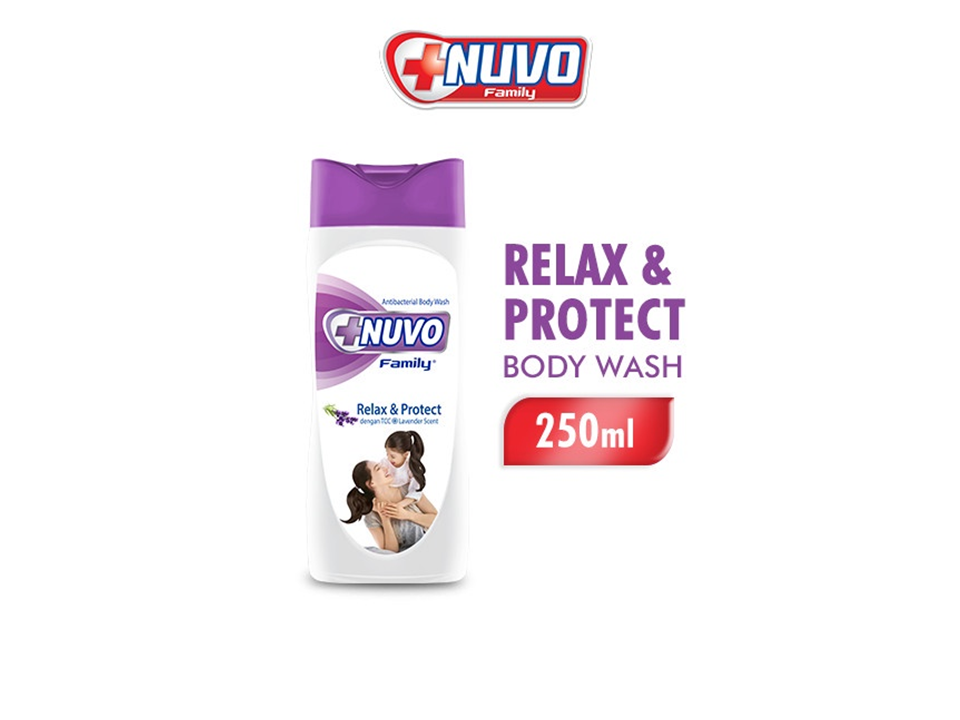 NUVO
Family
Antibacterial Body Wash
NUVO
Family®
Relax & Protect
dengan TCC Lavender Scent
RELAX &
PROTECT
BODY WASH
250ml